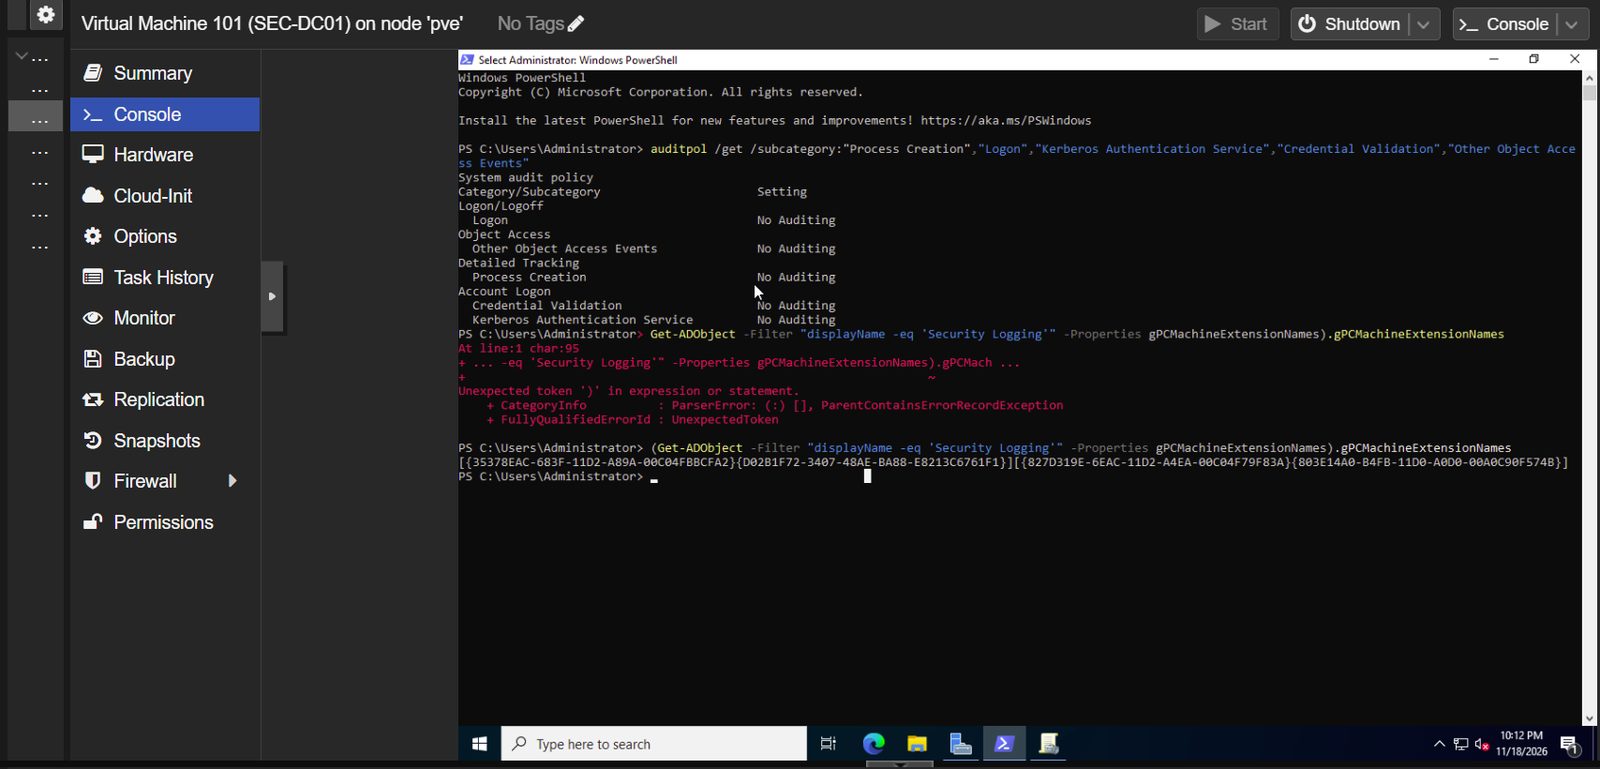 Virtual Machine 101 (SEC-DC01) on node 'pve'
No Tags
Start
Shutdown
Console
...
...
...
...
...
...
...
Summary
Console
Hardware
Cloud-Init
Options
Task History
Monitor
Backup
Replication
Snapshots
Firewall
Permissions
Select Administrator: Windows PowerShell
Windows PowerShell
Copyright (C) Microsoft Corporation. All rights reserved.
Install the latest PowerShell for new features and improvements! https://aka.ms/PSWindows
PS C:\Users\Administrator> auditpol /get /subcategory:"Process Creation","Logon","Kerberos Authentication Service","Credential Validation","Other Object Acce
ss Events"
System audit policy
Category/Subcategory Setting
Logon/Logoff
Logon No Auditing
Object Access
Other Object Access Events No Auditing
Detailed Tracking
Process Creation No Auditing
Account Logon
Credential Validation No Auditing
Kerberos Authentication Service No Auditing
PS C:\Users\Administrator> Get-ADObject -Filter "displayName -eq 'Security Logging'" -Properties gPCMachineExtensionNames).gPCMachineExtensionNames
At line:1 char:95
+ ... -eq 'Security Logging'" -Properties gPCMachineExtensionNames).gPCMach ...
+ ~
Unexpected token ')' in expression or statement.
+ CategoryInfo : ParserError: (:) [], ParentContainsErrorRecordException
+ FullyQualifiedErrorId : UnexpectedToken
PS C:\Users\Administrator> (Get-ADObject -Filter "displayName -eq 'Security Logging'" -Properties gPCMachineExtensionNames).gPCMachineExtensionNames
[{35378EAC-683F-11D2-A89A-00C04FBBCFA2}{D02B1F72-3407-48AE-BA88-E8213C6761F1}][{827D319E-6EAC-11D2-A4EA-00C04F79F83A}{803E14A0-B4FB-11D0-A0D0-00A0C90F574B}]
PS C:\Users\Administrator>
Type here to search
10:12 PM
11/18/2026
1